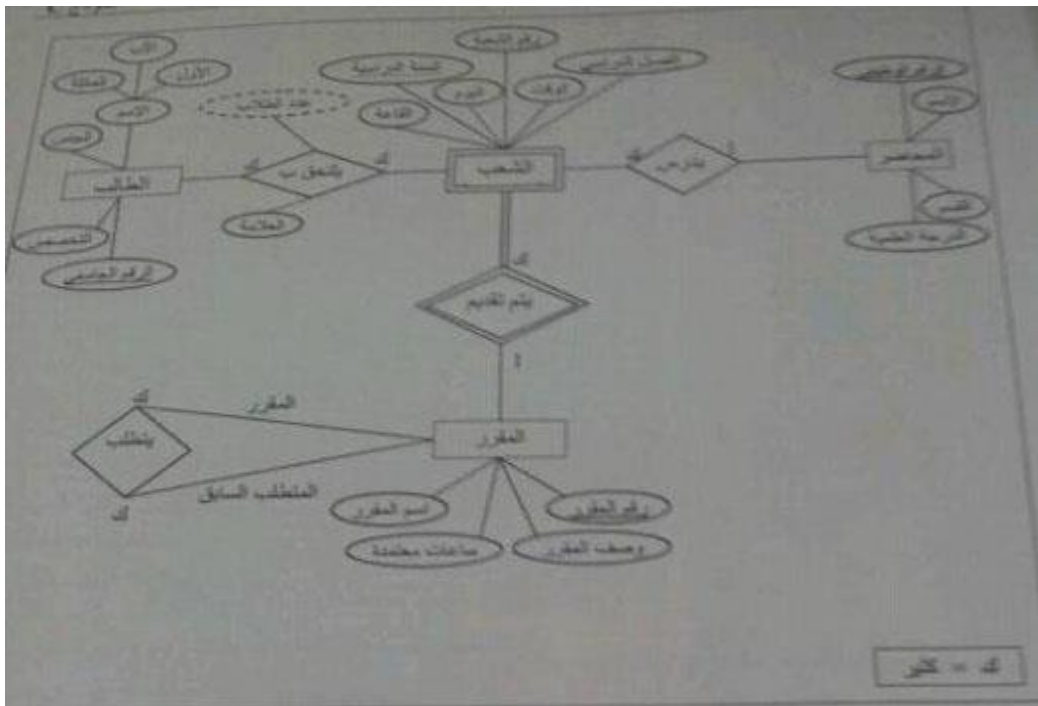 الأب
العائلة
الأول
الاسم
الجنس
الطالب
التخصص
الرقم الجامعي
عدد الطلاب
يلتحق ب
ك
ك
العلامة
رقم الشعبة
السنة الدراسية
الفصل الدراسي
القاعة
اليوم
الوقت
الشعب
ك
يدرس
1
المحاضر
الرقم الوظيفي
الاسم
القسم
الدرجة العلمية
ك
يتم تقديم
1
المقرر
ك
المقرر
يتطلب
المتطلب السابق
ك
اسم المقرر
رقم المقرر
ساعات معتمدة
وصف المقرر
ك = كثير